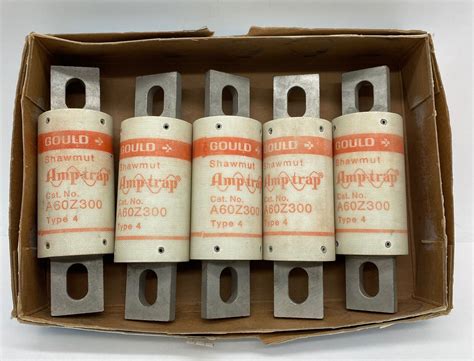 GOULD
Shawmut
Amp-trap
Cat. No.
A60Z300
Type 4
GOULD
Shawmut
Amp-trap
Cat. No.
A60Z300
Type 4
GOULD
Shawmut
Amp-trap
Cat. No.
A60Z300
Type 4
GOULD
Shawmut
Amp-trap
Cat. No.
A60Z300
Type 4
GOULD
Shawmut
Amp-trap
Cat. No.
A60Z300
Type 4